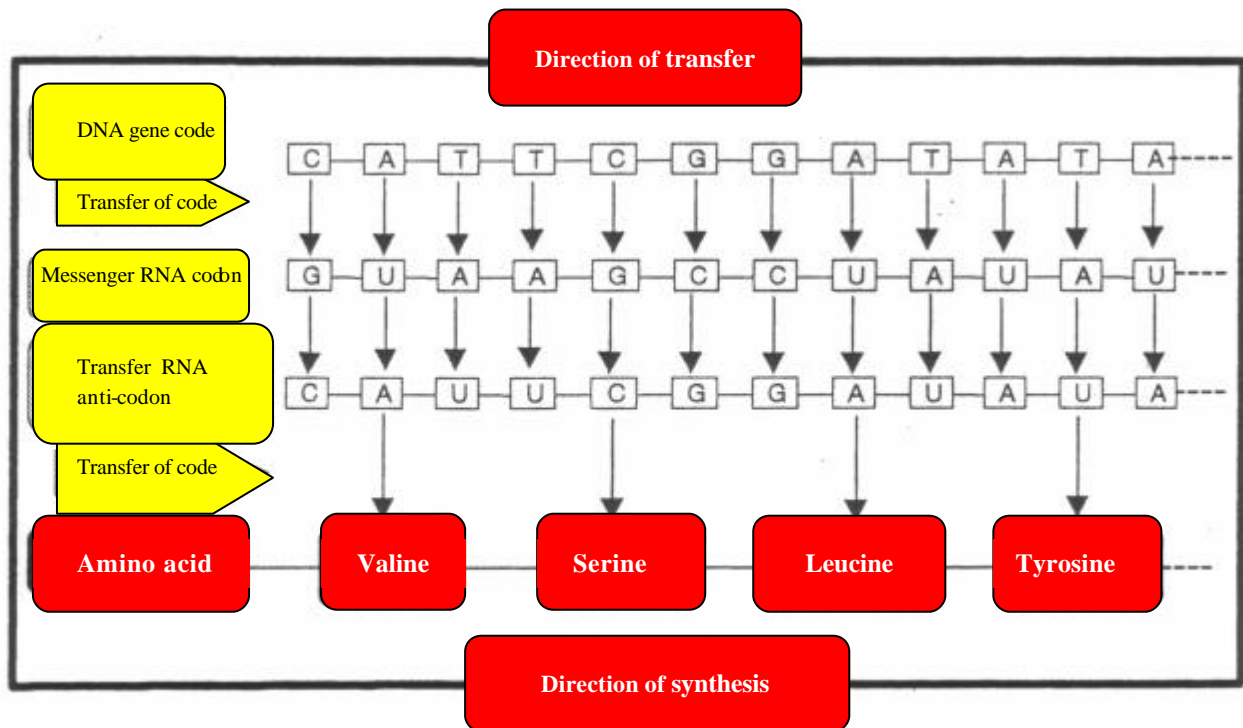 Direction of transfer
DNA gene code
C A T T C G G A T A T A
Transfer of code
Messenger RNA codon
G U A A G C C U A U A U
Transfer RNA
anti-codon
C A U U C G G A U A U A
Transfer of code
Amino acid Valine Serine Leucine Tyrosine
Direction of synthesis